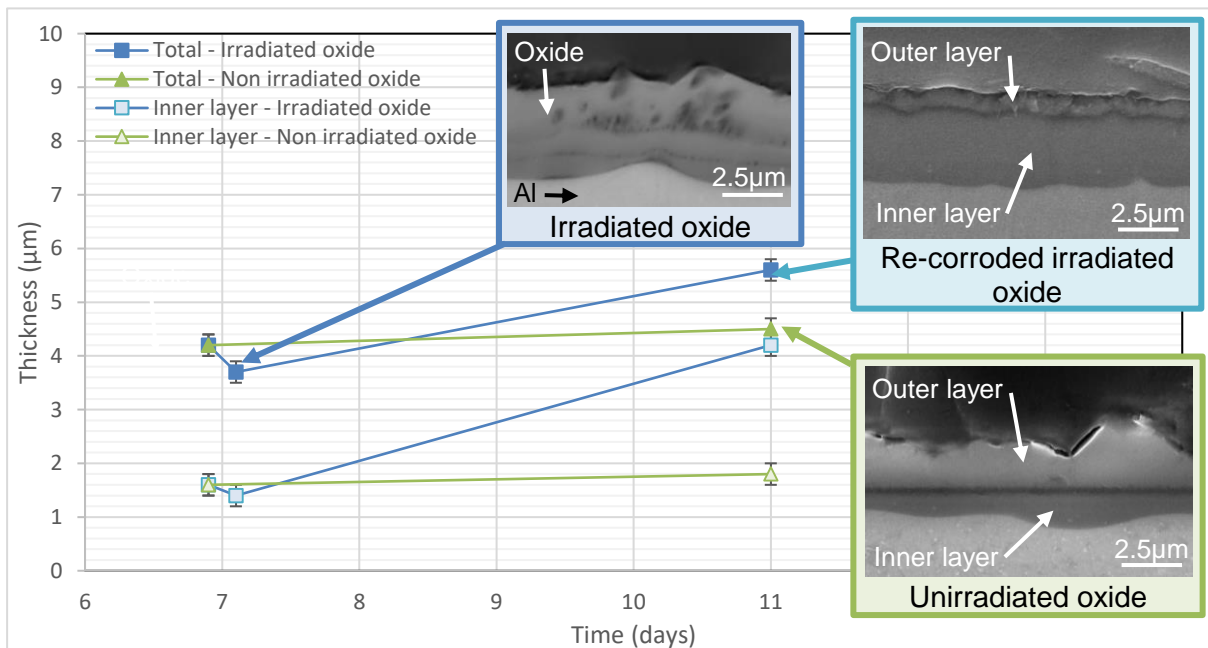 Total - Irradiated oxide
Total - Non irradiated oxide
Inner layer - Irradiated oxide
Inner layer - Non irradiated oxide
Thickness (µm)
10
9
8
7
6
5
4
3
2
1
0
6
7
8
9
10
11
Time (days)
Oxide
Al
2.5µm
Irradiated oxide
Outer layer
Inner layer
2.5µm
Re-corroded irradiated
oxide
Outer layer
Inner layer
2.5µm
Unirradiated oxide